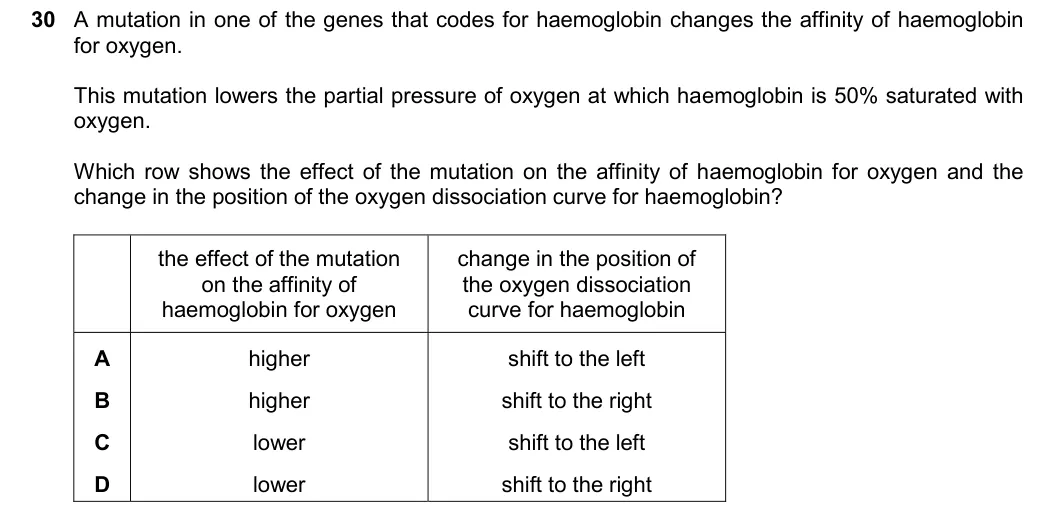 30 A mutation in one of the genes that codes for haemoglobin changes the affinity of haemoglobin
for oxygen.
This mutation lowers the partial pressure of oxygen at which haemoglobin is 50% saturated with
oxygen.
Which row shows the effect of the mutation on the affinity of haemoglobin for oxygen and the
change in the position of the oxygen dissociation curve for haemoglobin?
the effect of the mutation
on the affinity of
haemoglobin for oxygen
change in the position of
the oxygen dissociation
curve for haemoglobin
A higher shift to the left
B higher shift to the right
C lower shift to the left
D lower shift to the right